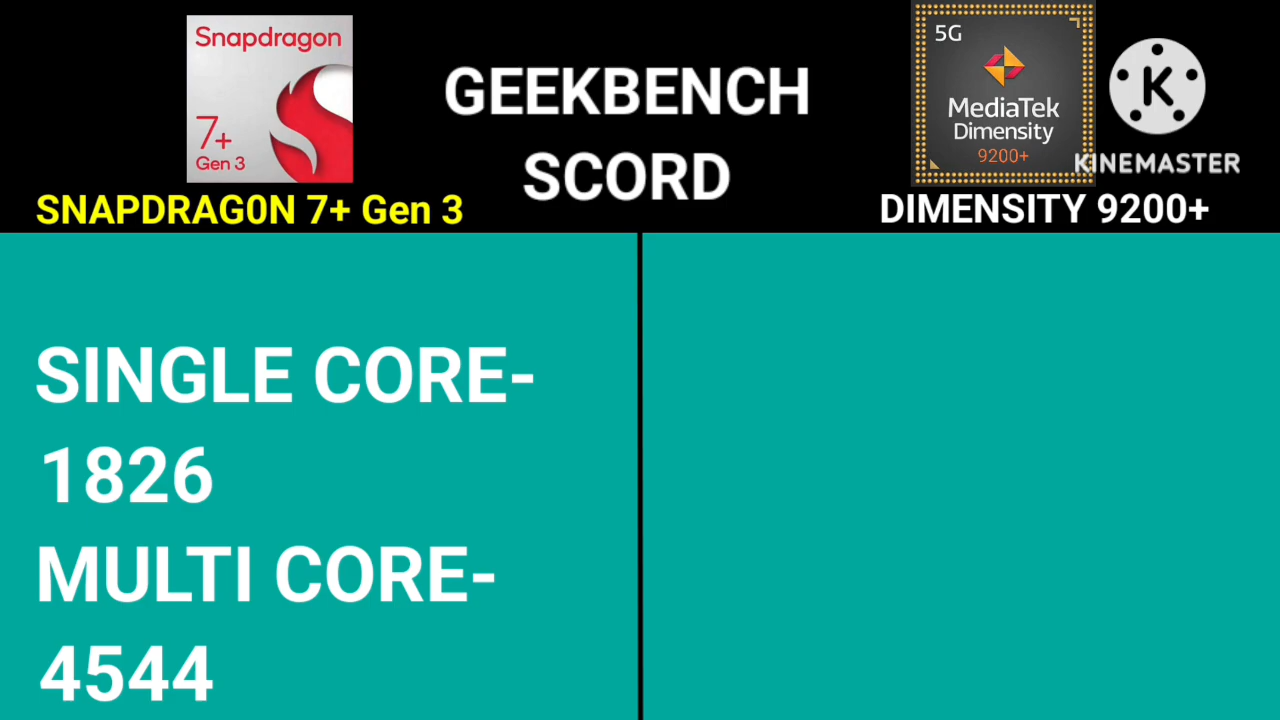 Snapdragon
7+
Gen 3
SNAPDRAG0N 7+ Gen 3
GEEKBENCH
SCORD
5G
MediaTek
Dimensity
9200+
DIMENSITY 9200+
K
KINEMASTER
SINGLE CORE-
1826
MULTI CORE-
4544